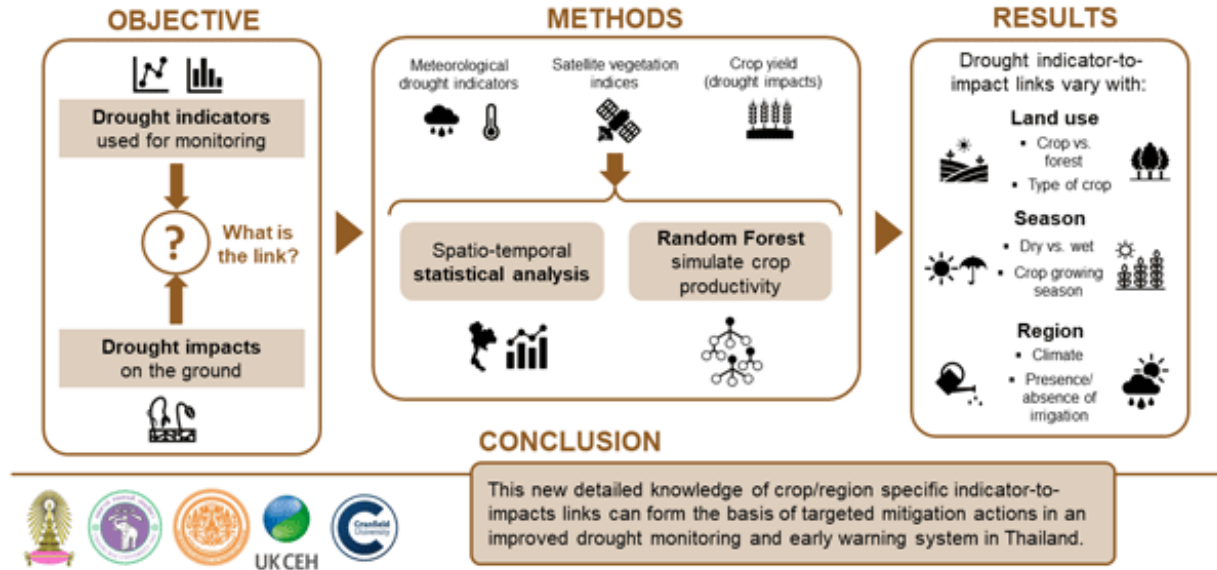 OBJECTIVE
Drought indicators
used for monitoring
?
What is
the link?
Drought impacts
on the ground
METHODS
Meteorological
drought indicators
Satellite vegetation
indices
Crop yield
(drought impacts)
Spatio-temporal
statistical analysis
Random Forest
simulate crop
productivity
RESULTS
Drought indicator-to-
impact links vary with:
Land use
▪ Crop vs.
forest
▪ Type of crop
Season
▪ Dry vs. wet
▪ Crop growing
season
Region
▪ Climate
▪ Presence/
absence of
irrigation
CONCLUSION
This new detailed knowledge of crop/region specific indicator-to-
impacts links can form the basis of targeted mitigation actions in an
improved drought monitoring and early warning system in Thailand.
UK CEH
Cranfield
University